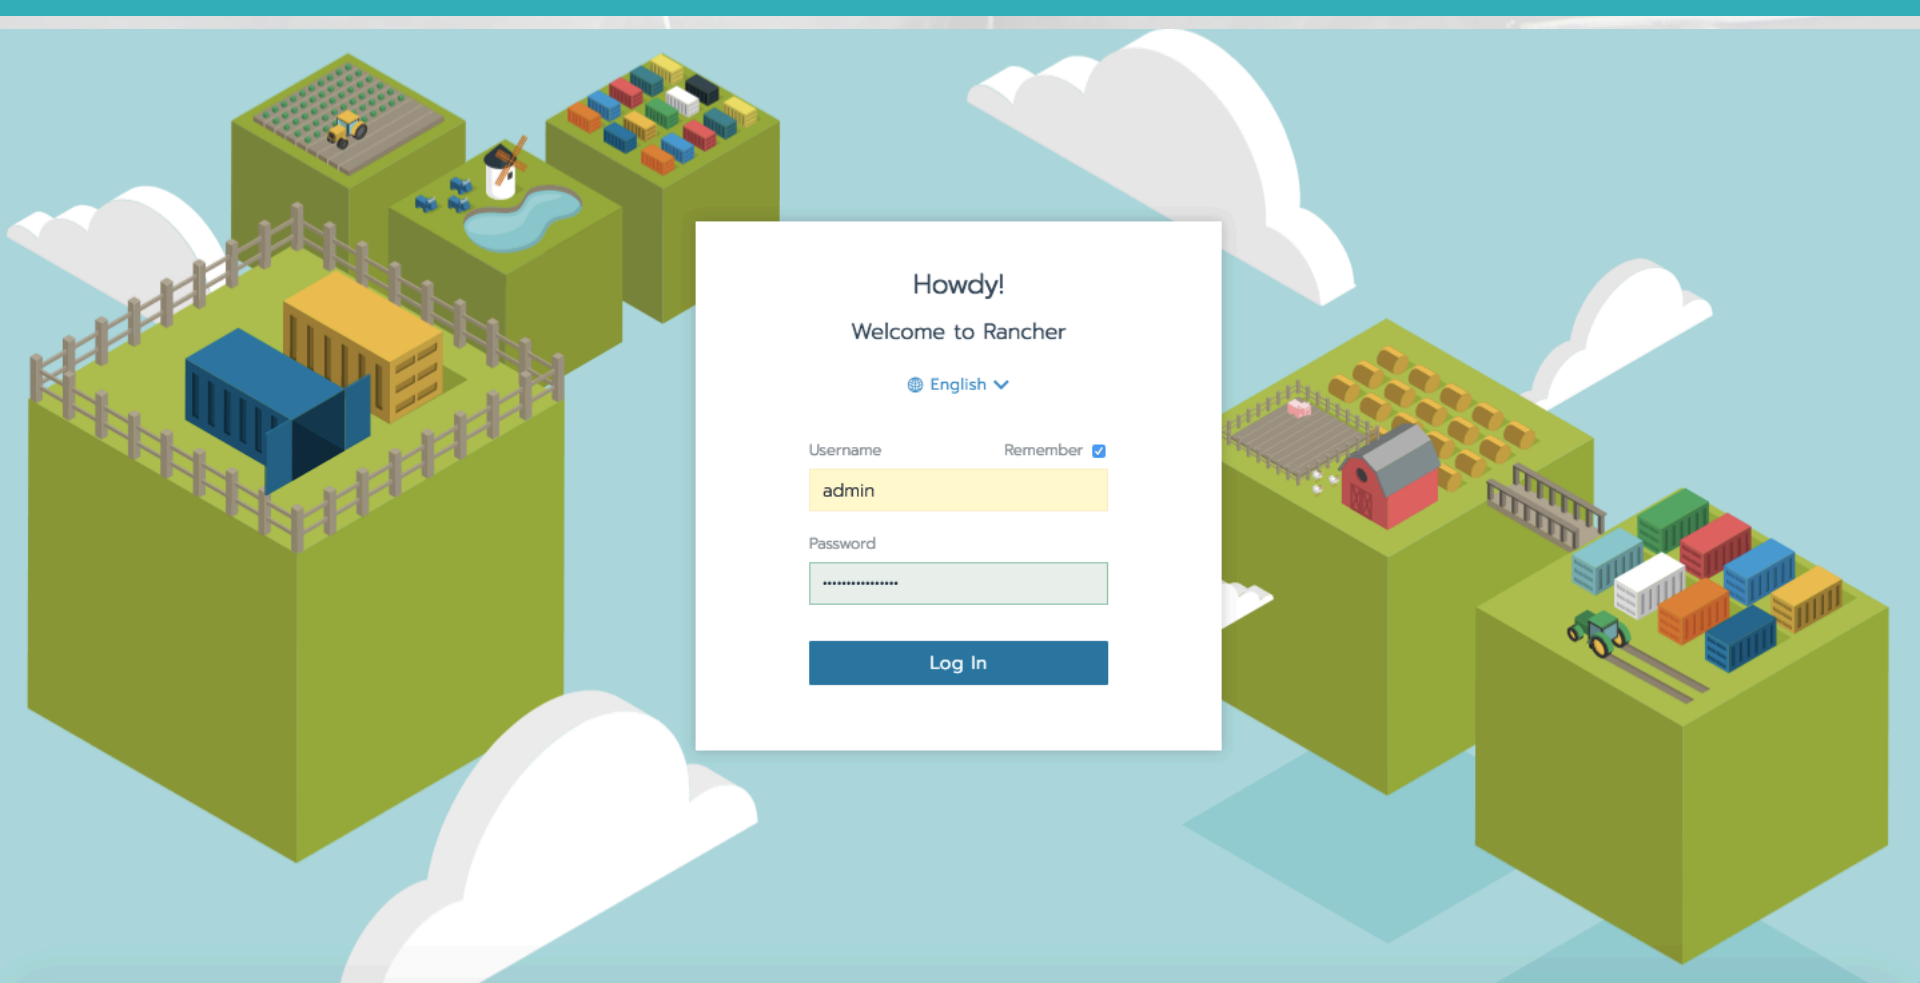 Howdy!
Welcome to Rancher
English
Username Remember
admin
Password
••••••••••••••••
Log In